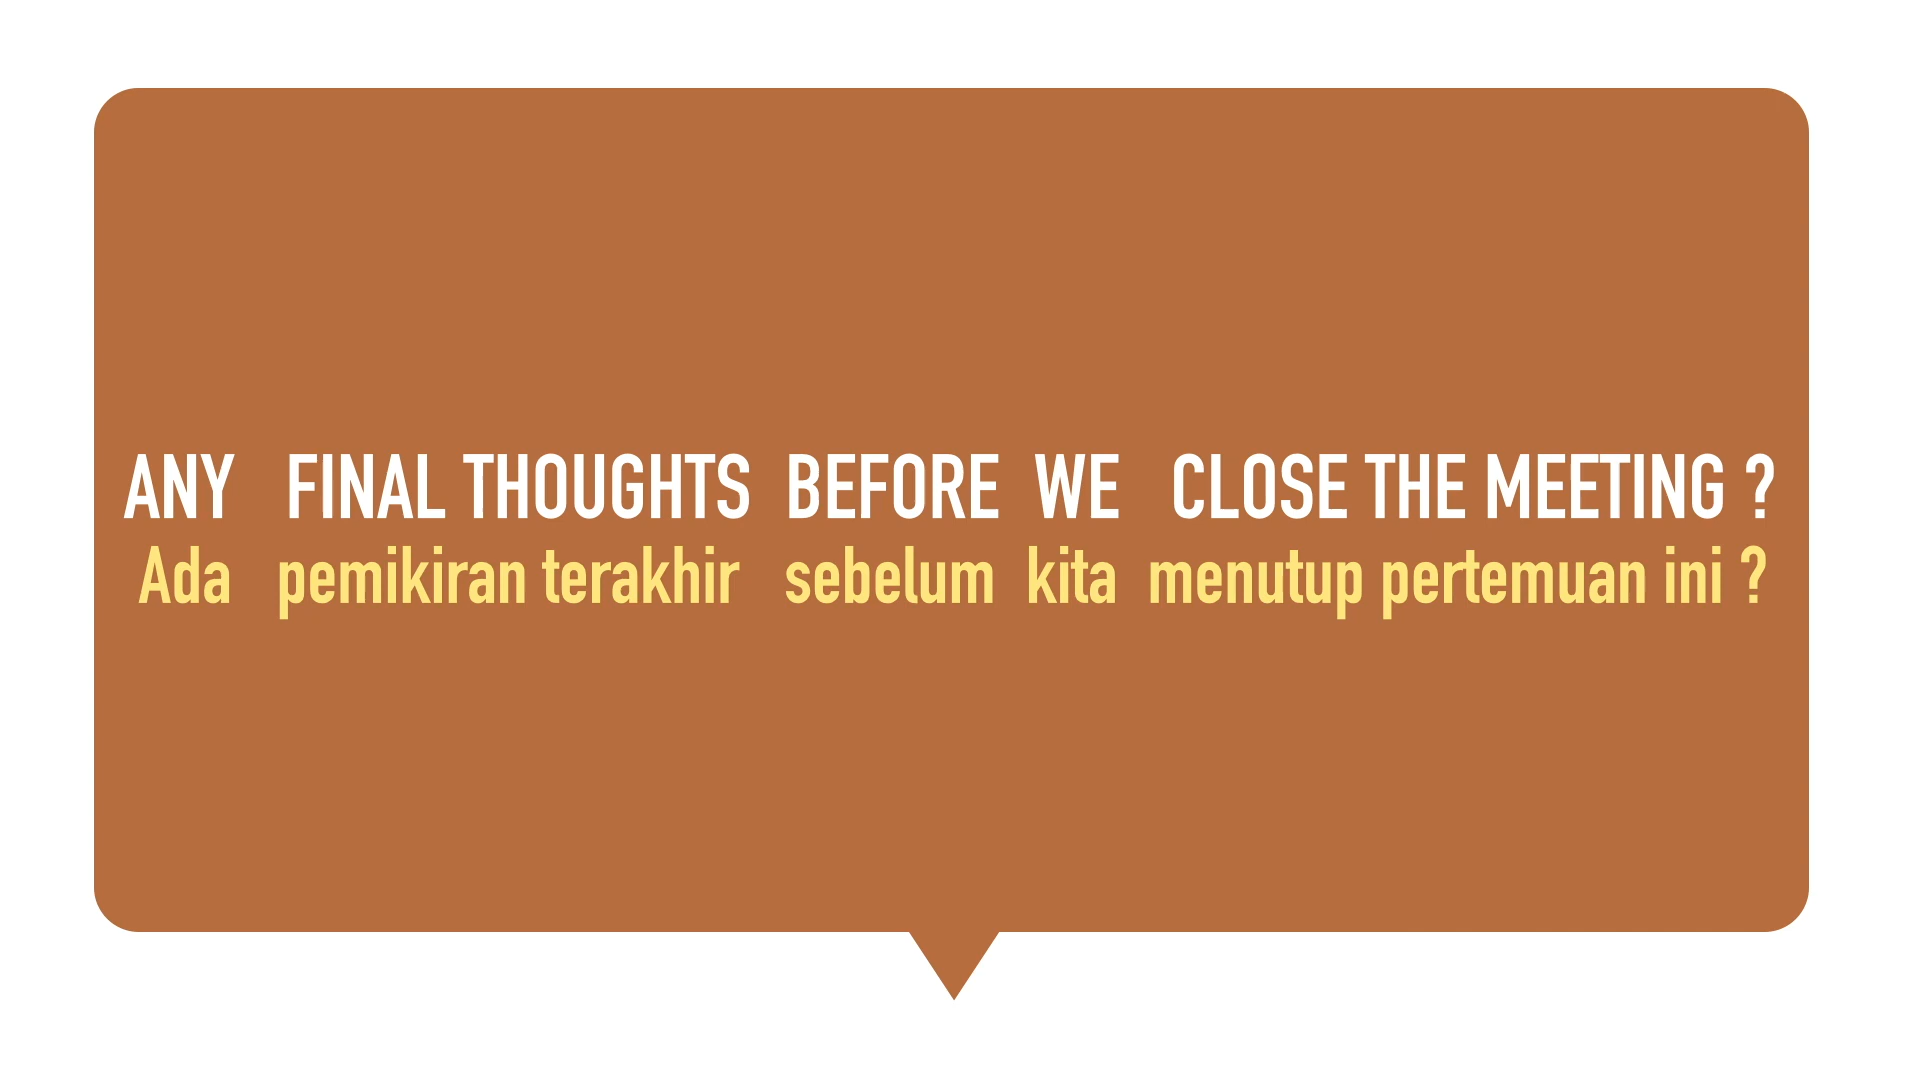 ANY FINAL THOUGHTS BEFORE WE CLOSE THE MEETING ?
Ada pemikiran terakhir sebelum kita menutup pertemuan ini ?